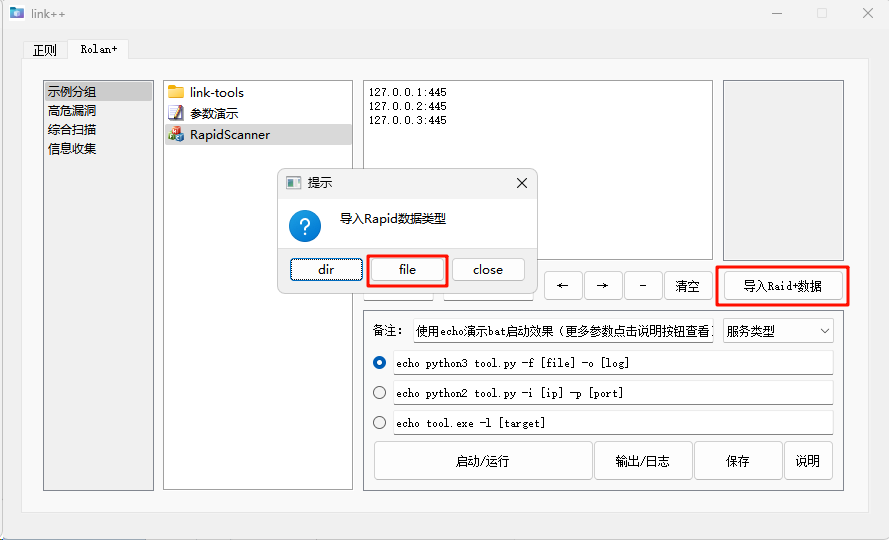 link++
正则
Rolan+
示例分组
高危漏洞
综合扫描
信息收集
link-tools
参数演示
RapidScanner
127.0.0.1:445
127.0.0.2:445
127.0.0.3:445
提示
导入Rapid数据类型
dir
file
close
←
→
-
清空
导入Raid+数据
备注：
使用echo演示bat启动效果（更多参数点击说明按钮查看
服务类型
echo python3 tool.py -f [file] -o [log]
echo python2 tool.py -i [ip] -p [port]
echo tool.exe -l [target]
启动/运行
输出/日志
保存
说明